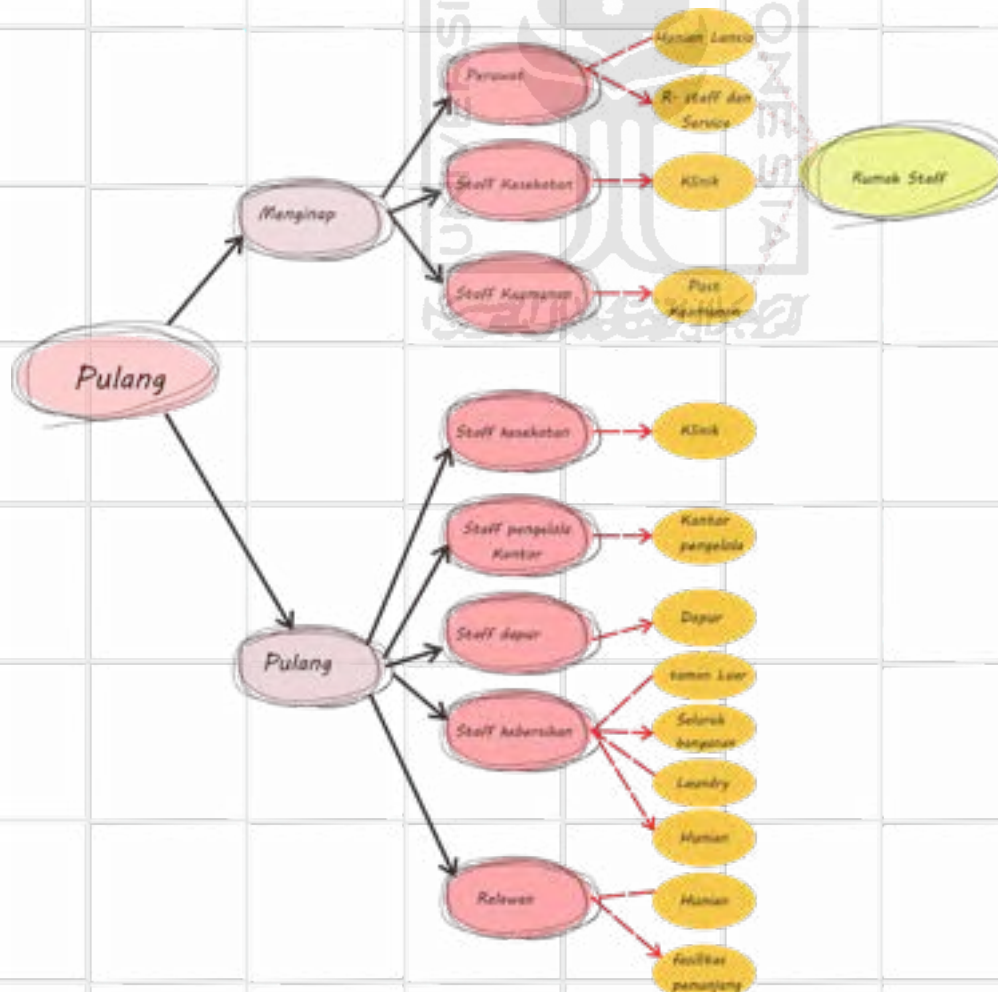 Hunian Lansia
Perawat
R- staff dan
Service
Menginap
Staff Kesehatan
Klinik
Rumah Staff
Staff Keamanan
Post
Keamanan
Pulang
Staff kesehatan
Klinik
Staff pengelola
Kantor
Kantor
pengelola
Staff dapur
Dapur
Pulang
taman Luar
Staff kebersihan
Seluruh
bangunan
Laundry
Hunian
Relawan
Hunian
fasilitas
penunjang